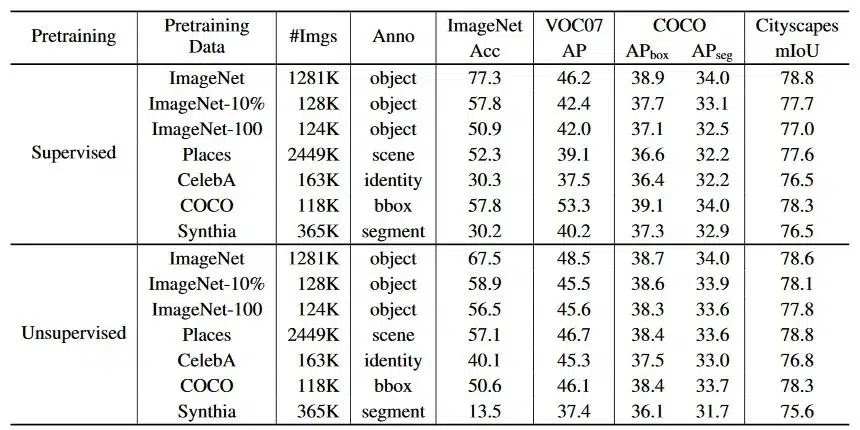 Pretraining Pretraining Data #Imgs Anno ImageNet Acc VOC07 AP COCO APbox APseg Cityscapes mIoU
Supervised
ImageNet 1281K object 77.3 46.2 38.9 34.0 78.8
ImageNet-10% 128K object 57.8 42.4 37.7 33.1 77.7
ImageNet-100 124K object 50.9 42.0 37.1 32.5 77.0
Places 2449K scene 52.3 39.1 36.6 32.2 77.6
CelebA 163K identity 30.3 37.5 36.4 32.2 76.5
COCO 118K bbox 57.8 53.3 39.1 34.0 78.3
Synthia 365K segment 30.2 40.2 37.3 32.9 76.5
Unsupervised
ImageNet 1281K object 67.5 48.5 38.7 34.0 78.6
ImageNet-10% 128K object 58.9 45.5 38.6 33.9 78.1
ImageNet-100 124K object 56.5 45.6 38.3 33.6 77.8
Places 2449K scene 57.1 46.7 38.4 33.6 78.8
CelebA 163K identity 40.1 45.3 37.5 33.0 76.8
COCO 118K bbox 50.6 46.1 38.4 33.7 78.3
Synthia 365K segment 13.5 37.4 36.1 31.7 75.6